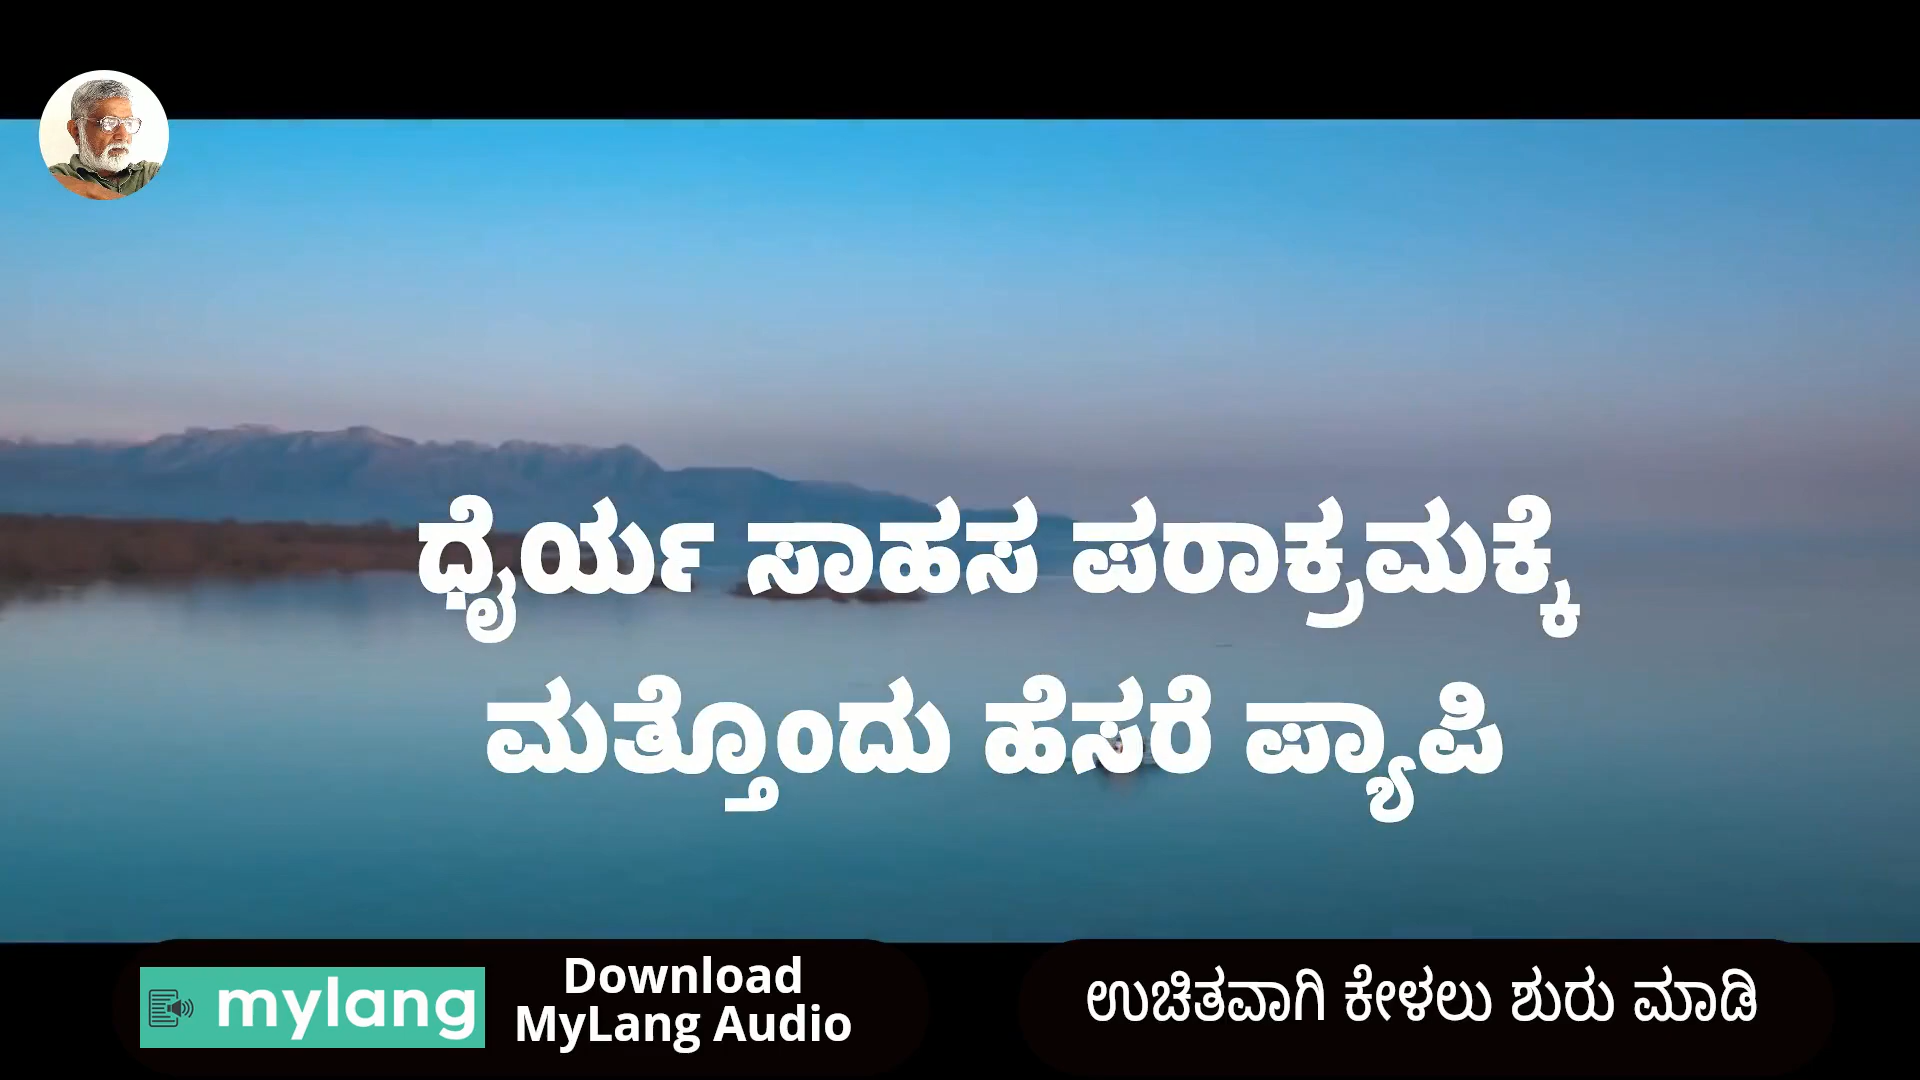 ಧೈರ್ಯ ಸಾಹಸ ಪರಾಕ್ರಮಕ್ಕೆ
ಮತ್ತೊಂದು ಹೆಸರೆ ಪ್ಯಾಪಿ
mylang
Download
MyLang Audio
ಉಚಿತವಾಗಿ ಕೇಳಲು ಶುರು ಮಾಡಿ